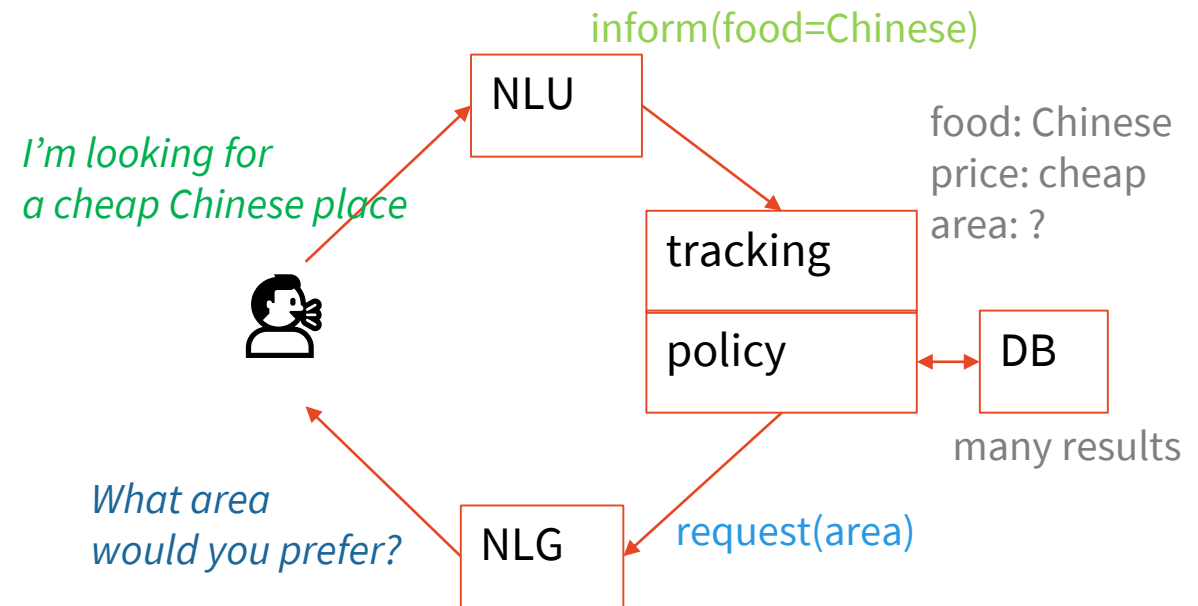 inform(food=Chinese)
NLU
I’m looking for
a cheap Chinese place
food: Chinese
price: cheap
area: ?
tracking
policy
DB
many results
What area
would you prefer?
NLG
request(area)